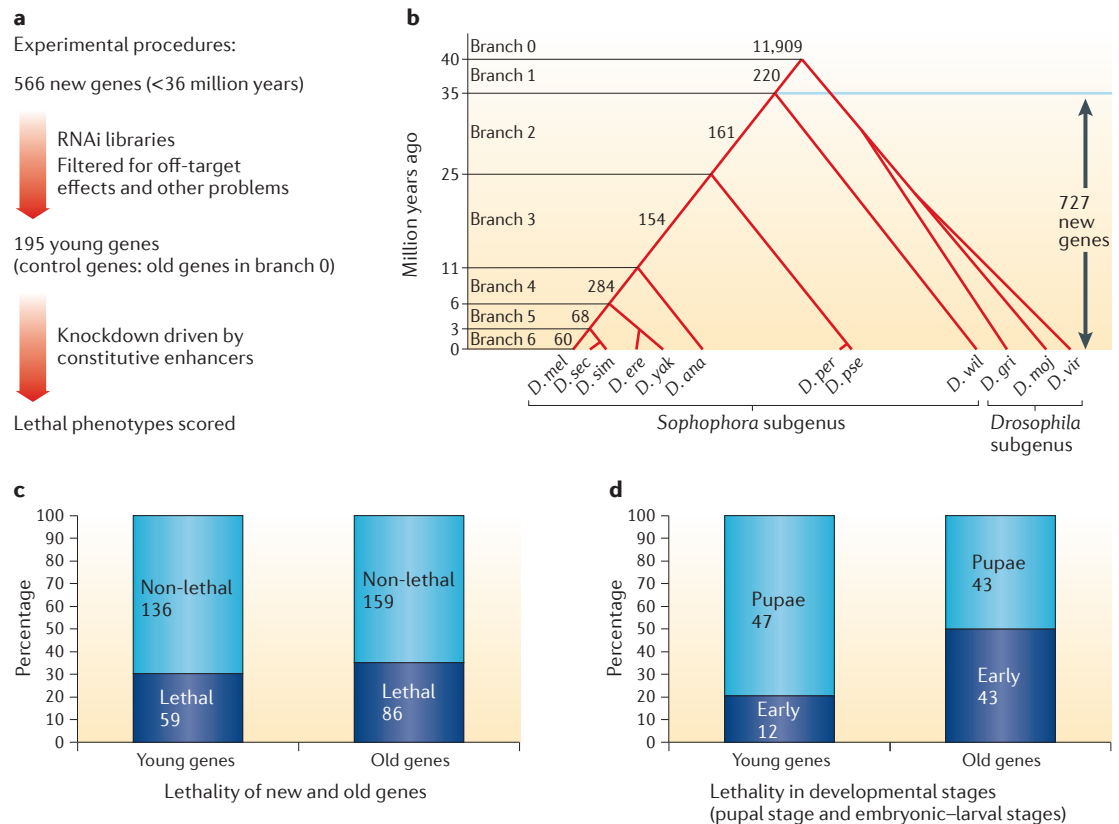 a
Experimental procedures:
566 new genes (<36 million years)
RNAi libraries
Filtered for off-target
effects and other problems
195 young genes
(control genes: old genes in branch 0)
Knockdown driven by
constitutive enhancers
Lethal phenotypes scored
b
Million years ago
40
35
25
11
6
3
0
Branch 0
11,909
Branch 1
220
Branch 2
161
Branch 3
154
Branch 4
284
Branch 5
68
Branch 6
60
727
new
genes
D. mel
D. sec
D. sim
D. ere
D. yak
D. ana
D. per
D. pse
D. wil
D. gri
D. moj
D. vir
Sophophora subgenus
Drosophila
subgenus
c
Percentage
100
90
80
70
60
50
40
30
20
10
0
Non-lethal
136
Lethal
59
Non-lethal
159
Lethal
86
Young genes
Old genes
Lethality of new and old genes
d
Percentage
100
90
80
70
60
50
40
30
20
10
0
Pupae
47
Early
12
Pupae
43
Early
43
Young genes
Old genes
Lethality in developmental stages
(pupal stage and embryonic–larval stages)